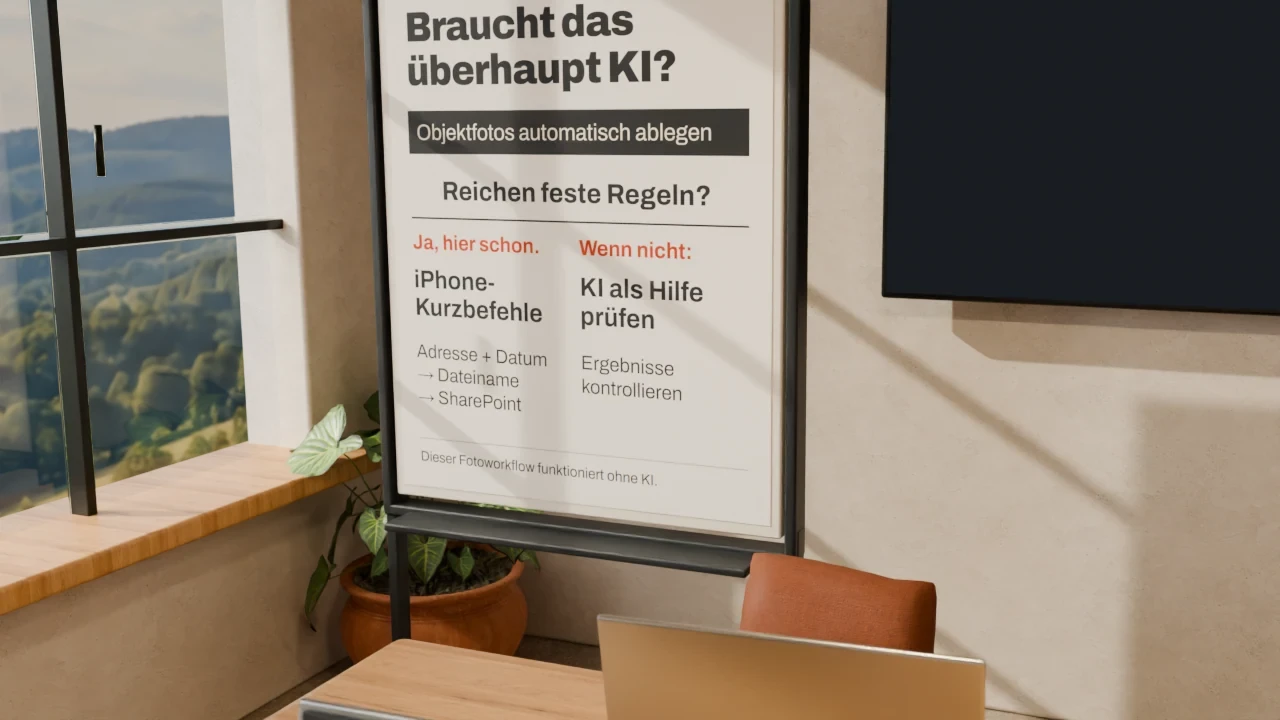 Braucht das
überhaupt KI?
Objektfotos automatisch ablegen
Reichen feste Regeln?
Ja, hier schon.
iPhone-
Kurzbefehle
Adresse + Datum
→ Dateiname
→ SharePoint
Wenn nicht:
KI als Hilfe
prüfen
Ergebnisse
kontrollieren
Dieser Fotoworkflow funktioniert ohne KI.